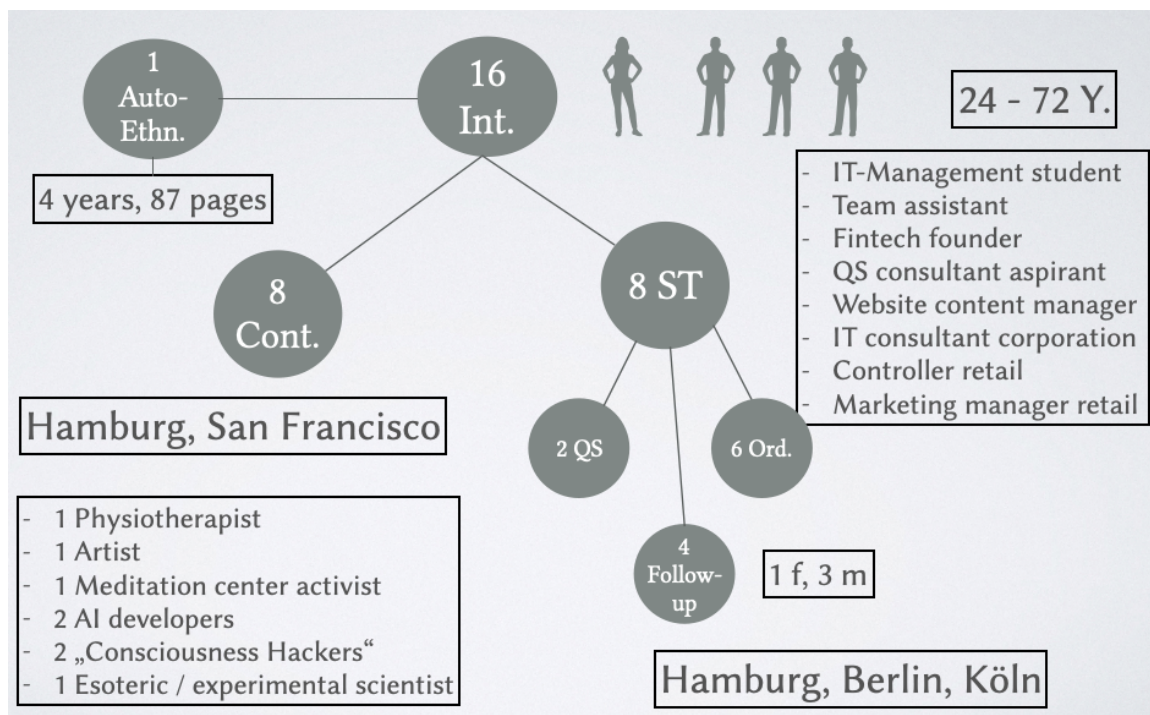 1
Auto-
Ethn.
4 years, 87 pages
16
Int.
24 - 72 Y.
- IT-Management student
- Team assistant
- Fintech founder
- QS consultant aspirant
- Website content manager
- IT consultant corporation
- Controller retail
- Marketing manager retail
8
Cont.
8 ST
Hamburg, San Francisco
2 QS
6 Ord.
- 1 Physiotherapist
- 1 Artist
- 1 Meditation center activist
- 2 AI developers
- 2 „Consciousness Hackers“
- 1 Esoteric / experimental scientist
4
Follow-
up
1 f, 3 m
Hamburg, Berlin, Köln